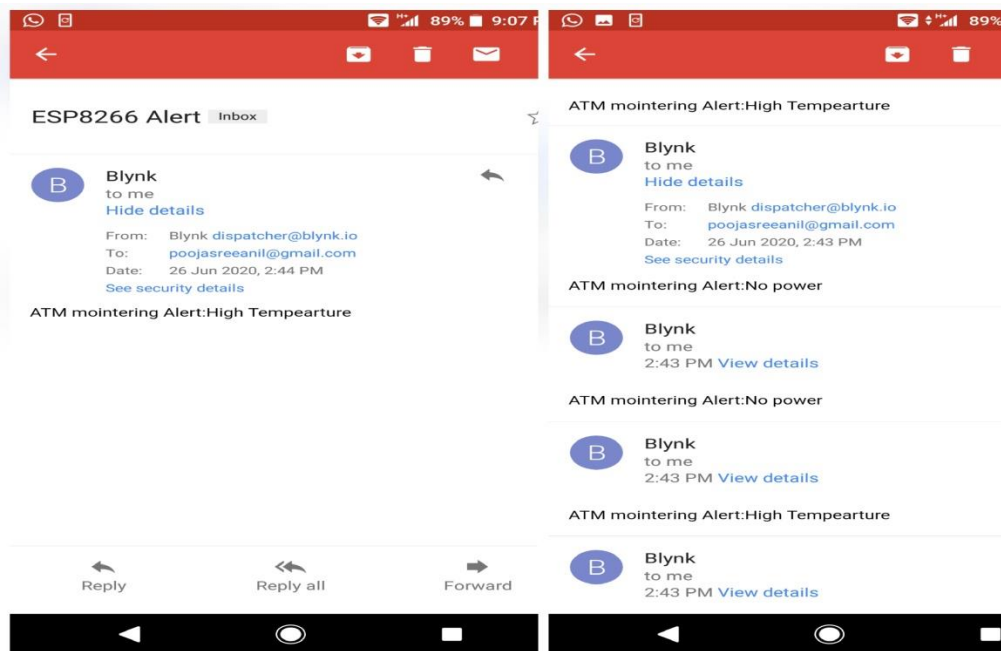 89% 9:07
ESP8266 Alert Inbox
B
Blynk
to me
Hide details
From: Blynk dispatcher@blynk.io
To: poojasreeanil@gmail.com
Date: 26 Jun 2020, 2:44 PM
See security details
ATM mointering Alert:High Tempearture
Reply
Reply all
Forward
89%
ATM mointering Alert:High Tempearture
B
Blynk
to me
Hide details
From: Blynk dispatcher@blynk.io
To: poojasreeanil@gmail.com
Date: 26 Jun 2020, 2:43 PM
See security details
ATM mointering Alert:No power
B
Blynk
to me
2:43 PM View details
ATM mointering Alert:No power
B
Blynk
to me
2:43 PM View details
ATM mointering Alert:High Tempearture
B
Blynk
to me
2:43 PM View details